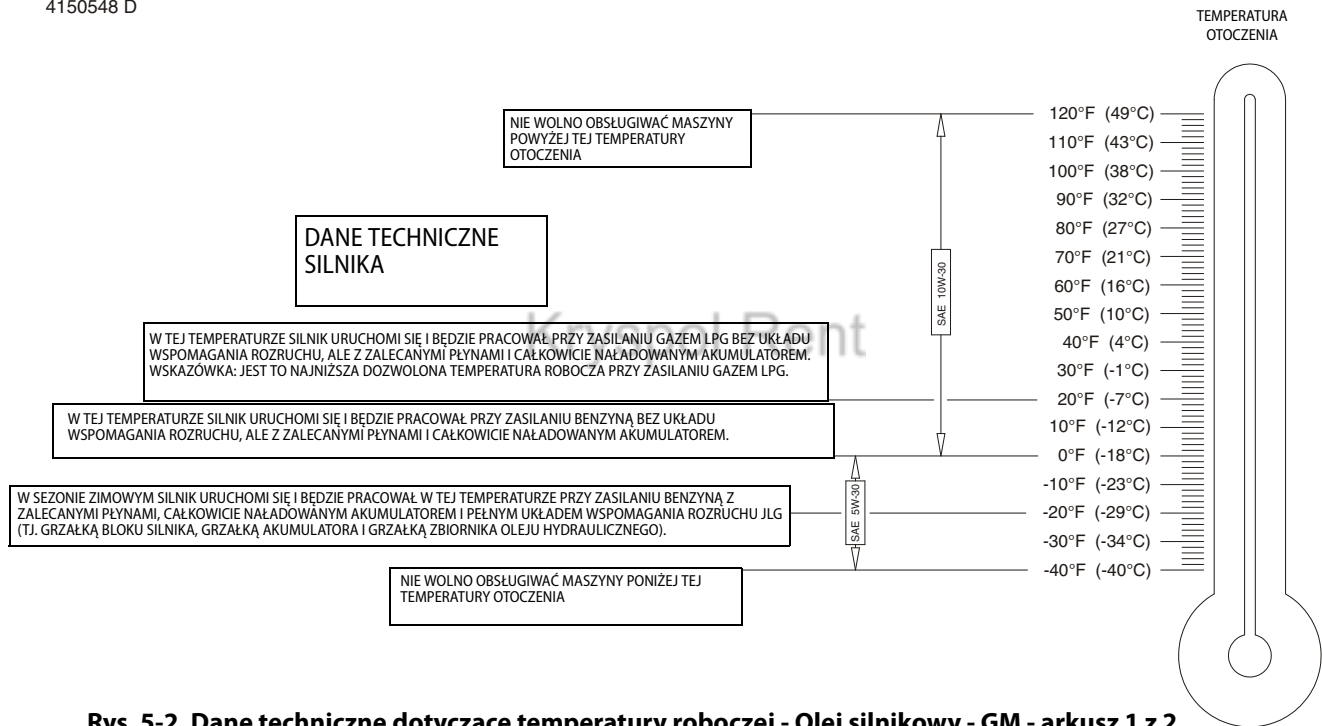 4150548 D
TEMPERATURA
OTOCZENIA
NIE WOLNO OBSŁUGIWAĆ MASZYNY
POWYŻEJ TEJ TEMPERATURY
OTOCZENIA
DANE TECHNICZNE
SILNIKA
W TEJ TEMPERATURZE SILNIK URUCHOMI SIĘ I BĘDZIE PRACOWAŁ PRZY ZASILANIU GAZEM LPG BEZ UKŁADU
WSPOMAGANIA ROZRUCHU, ALE Z ZALECANYMI PŁYNAMI I CAŁKOWICIE NAŁADOWANYM AKUMULATOREM.
WSKAZÓWKA: JEST TO NAJNIŻSZA DOZWOLONA TEMPERATURA ROBOCZA PRZY ZASILANIU GAZEM LPG.
W TEJ TEMPERATURZE SILNIK URUCHOMI SIĘ I BĘDZIE PRACOWAŁ PRZY ZASILANIU BENZYNĄ BEZ UKŁADU
WSPOMAGANIA ROZRUCHU, ALE Z ZALECANYMI PŁYNAMI I CAŁKOWICIE NAŁADOWANYM AKUMULATOREM.
W SEZONIE ZIMOWYM SILNIK URUCHOMI SIĘ I BĘDZIE PRACOWAŁ W TEJ TEMPERATURZE PRZY ZASILANIU BENZYNĄ Z
ZALECANYMI PŁYNAMI, CAŁKOWICIE NAŁADOWANYM AKUMULATOREM I PEŁNYM UKŁADEM WSPOMAGANIA ROZRUCHU JLG
(TJ. GRZAŁKĄ BLOKU SILNIKA, GRZAŁKĄ AKUMULATORA I GRZAŁKĄ ZBIORNIKA OLEJU HYDRAULICZNEGO).
NIE WOLNO OBSŁUGIWAĆ MASZYNY PONIŻEJ TEJ
TEMPERATURY OTOCZENIA
SAE 10W-30
SAE 5W-30
120°F (49°C)
110°F (43°C)
100°F (38°C)
90°F (32°C)
80°F (27°C)
70°F (21°C)
60°F (16°C)
50°F (10°C)
40°F (4°C)
30°F (-1°C)
20°F (-7°C)
10°F (-12°C)
0°F (-18°C)
-10°F (-23°C)
-20°F (-29°C)
-30°F (-34°C)
-40°F (-40°C)
Kryspol Rent
Rys. 5-2. Dane techniczne dotyczące temperatury roboczej - Olej silnikowy - GM - arkusz 1 z 2